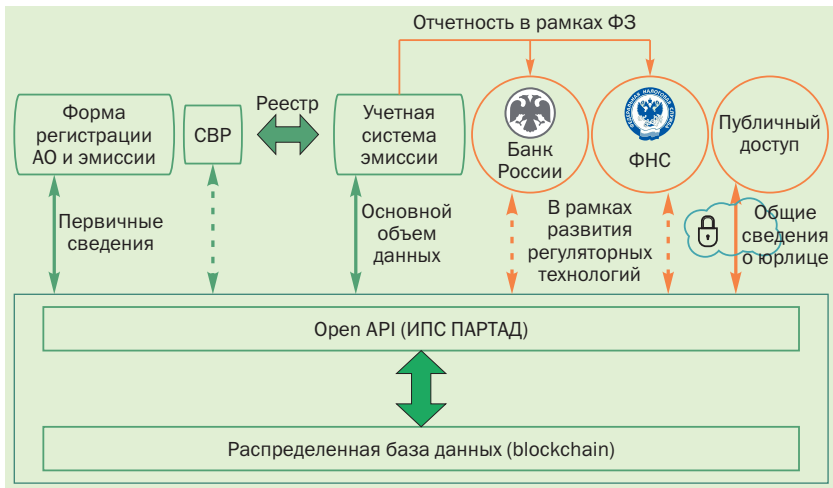 Отчетность в рамках ФЗ
Форма
регистрации
АО и эмиссии
СВР
Реестр
Учетная
система
эмиссии
Банк
России
ФНС
Публичный
доступ
Первичные
сведения
Основной
объем
данных
В рамках
развития
регуляторных
технологий
Общие
сведения
о юрлице
Open API (ИПС ПАРТАД)
Распределенная база данных (blockchain)